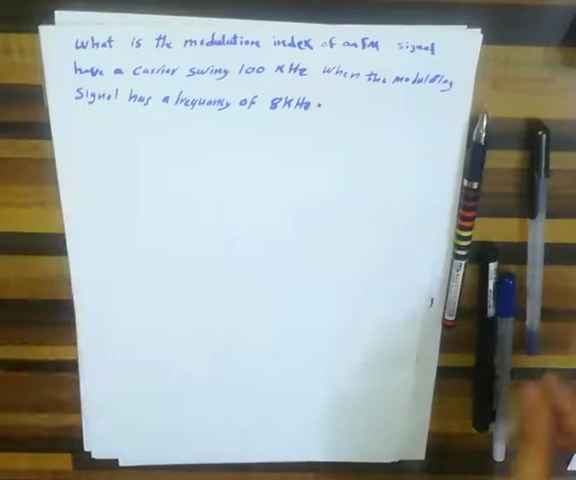 What is the modulation index of an FM signal
have a carrier swing 100 KHz when the modulating
Signal has a frequency of 8KHz.